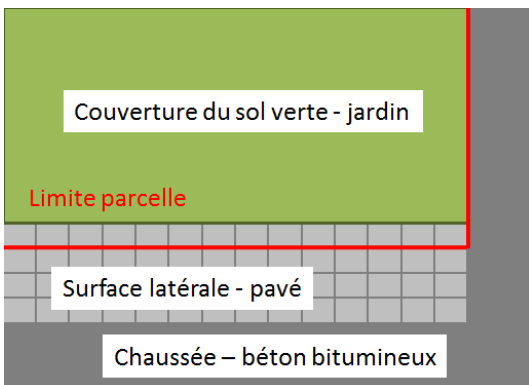 Couverture du sol verte - jardin
Limite parcelle
Surface latérale - pavé
Chaussée – béton bitumineux